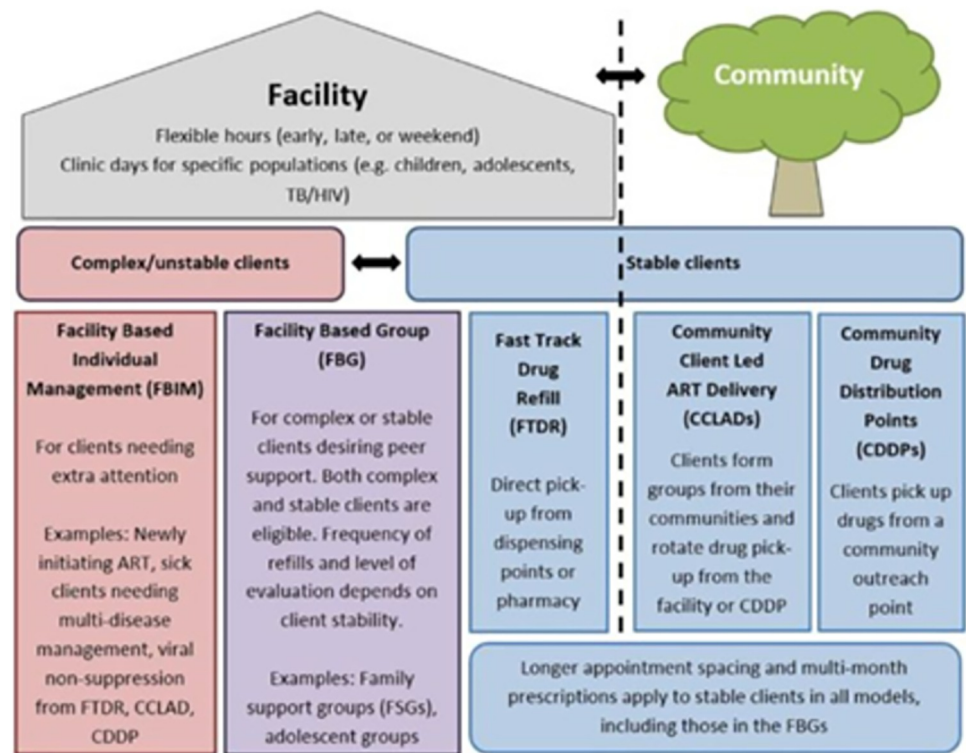 Facility
Flexible hours (early, late, or weekend)
Clinic days for specific populations (e.g. children, adolescents,
TB/HIV)
Community
Complex/unstable clients
Stable clients
Facility Based
Individual
Management (FBIM)
For clients needing
extra attention
Examples: Newly
initiating ART, sick
clients needing
multi-disease
management, viral
non-suppression
from FTDR, CCLAD,
CDDP
Facility Based Group
(FBG)
For complex or stable
clients desiring peer
support. Both complex
and stable clients are
eligible. Frequency of
refills and level of
evaluation depends on
client stability.
Examples: Family
support groups (FSGs),
adolescent groups
Fast Track
Drug
Refill
(FTDR)
Direct pick-
up from
dispensing
points or
pharmacy
Community
Client Led
ART Delivery
(CCLADs)
Clients form
groups from their
communities and
rotate drug pick-
up from the
facility or CDDP
Community
Drug
Distribution
Points
(CDDPs)
Clients pick up
drugs from a
community
outreach
point
Longer appointment spacing and multi-month
prescriptions apply to stable clients in all models,
including those in the FBGs